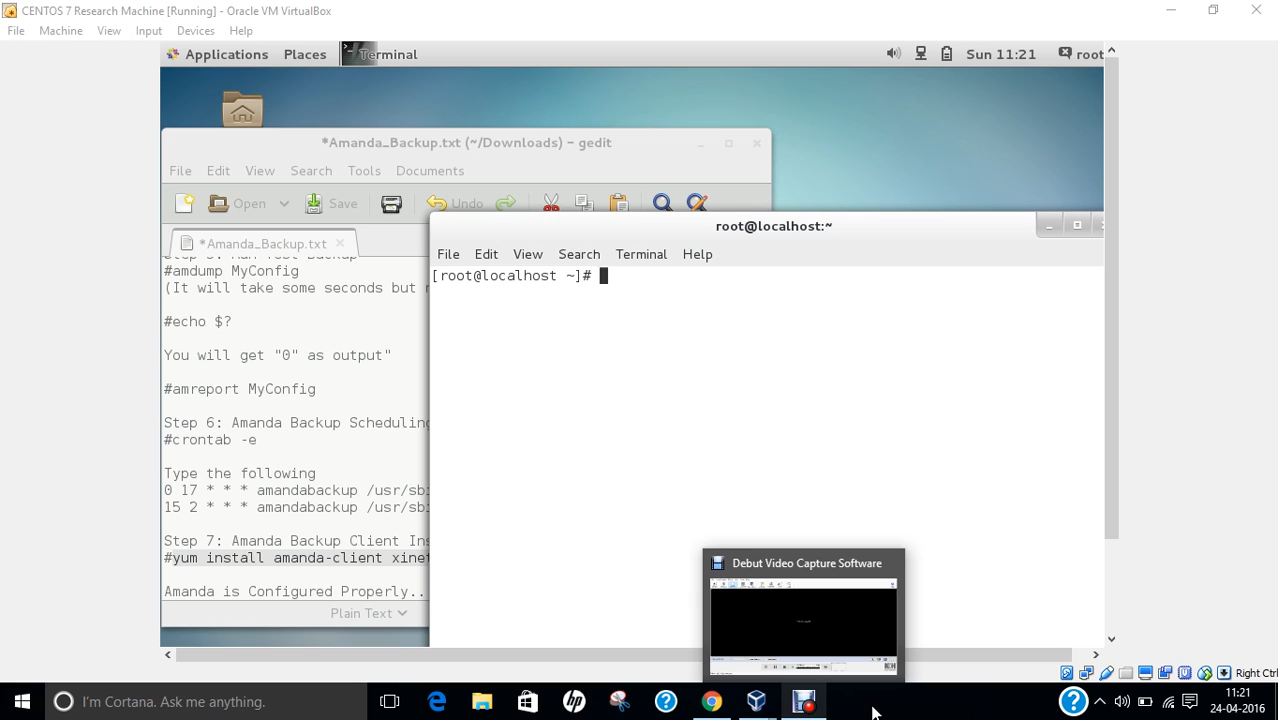 CENTOS 7 Research Machine [Running] - Oracle VM VirtualBox
File Machine View Input Devices Help
Applications Places Terminal Sun 11:21 root
*Amanda_Backup.txt (~/Downloads) - gedit
File Edit View Search Tools Documents
Open Save Undo
*Amanda_Backup.txt
#amdump MyConfig
(It will take some seconds but
#echo $?
You will get "0" as output"
#amreport MyConfig
Step 6: Amanda Backup Scheduling
#crontab -e
Type the following
0 17 * * * amandabackup /usr/sb
15 2 * * * amandabackup /usr/sb
Step 7: Amanda Backup Client Ins
#yum install amanda-client xinet
Amanda is Configured Properly..
Plain Text
root@localhost:~
File Edit View Search Terminal Help
[root@localhost ~]#
Debut Video Capture Software
Right Ctrl
I'm Cortana. Ask me anything.
11:21
24-04-2016